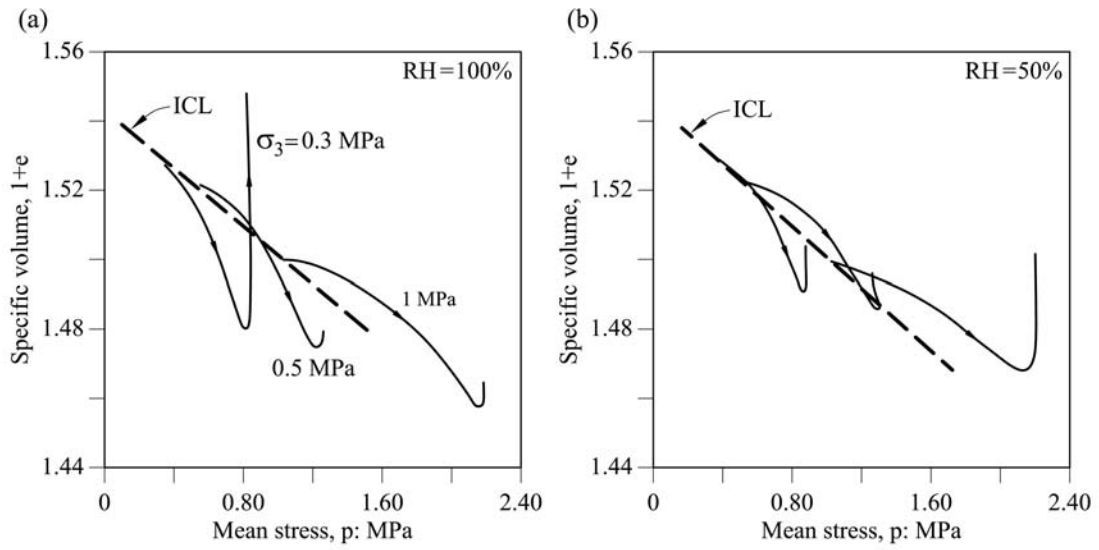 (a)
1.56
RH=100%
ICL
σ3=0.3 MPa
1.52
Specific volume, 1+e
1 MPa
1.48
0.5 MPa
1.44
0
0.80
1.60
2.40
Mean stress, p: MPa
(b)
1.56
RH=50%
ICL
1.52
Specific volume, 1+e
1.48
1.44
0
0.80
1.60
2.40
Mean stress, p: MPa